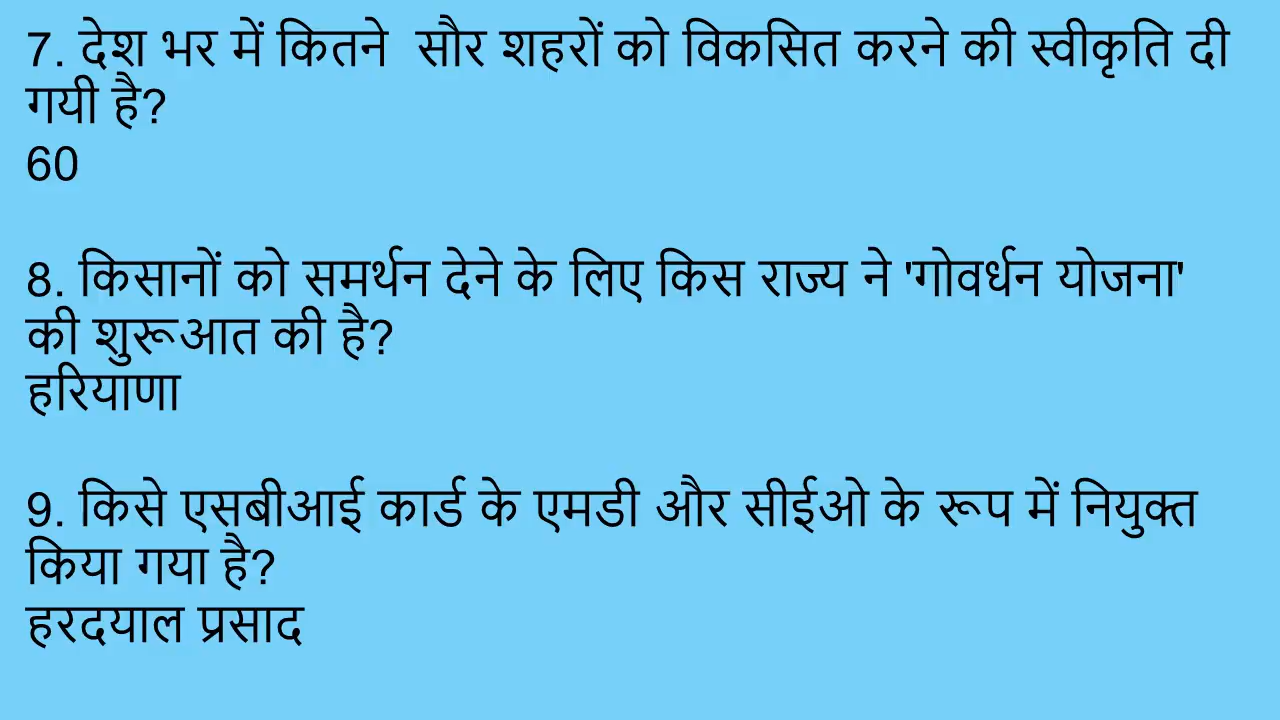 7. देश भर में कितने  सौर शहरों को विकसित करने की स्वीकृति दी
गयी है?
60
8. किसानों को समर्थन देने के लिए किस राज्य ने 'गोवर्धन योजना'
की शुरूआत की है?
हरियाणा
9. किसे एसबीआई कार्ड के एमडी और सीईओ के रूप में नियुक्त
किया गया है?
हरदयाल प्रसाद